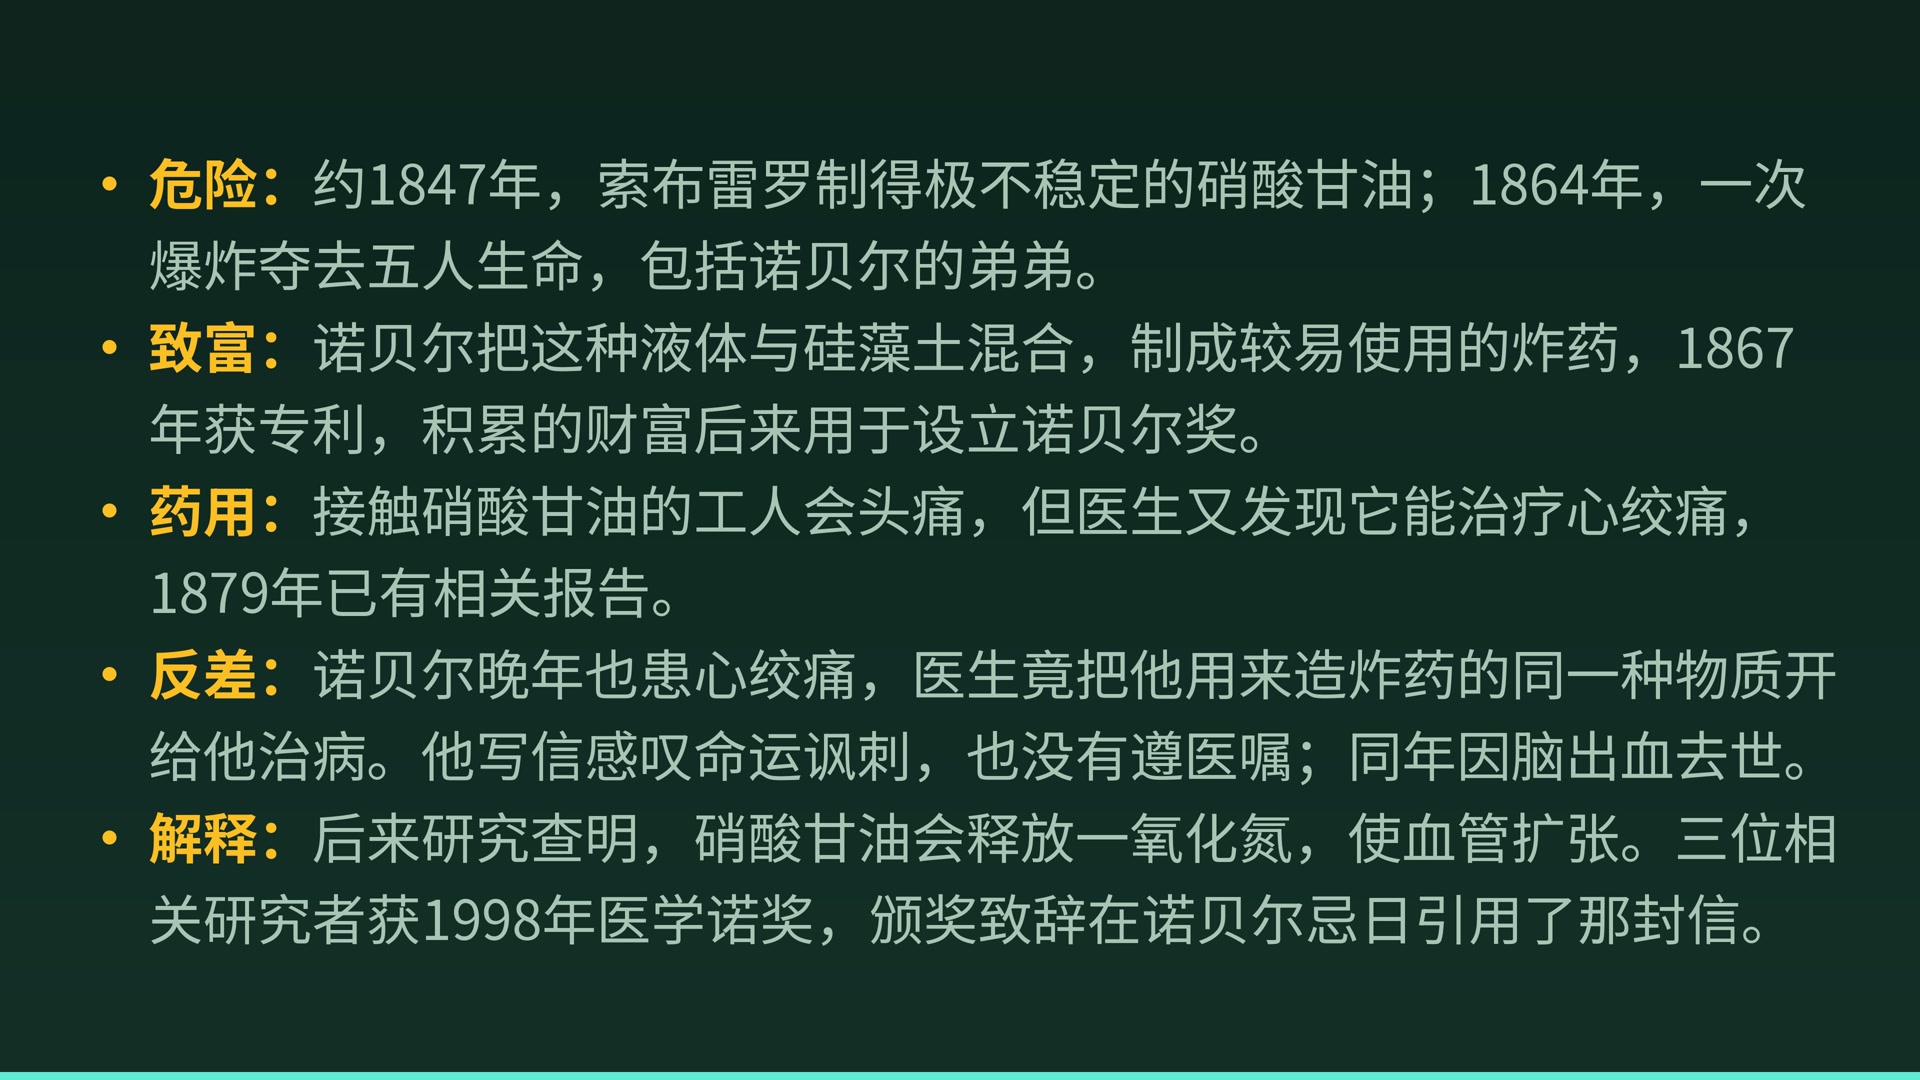 • 危险：约1847年，索布雷罗制得极不稳定的硝酸甘油；1864年，一次
爆炸夺去五人生命，包括诺贝尔的弟弟。
• 致富：诺贝尔把这种液体与硅藻土混合，制成较易使用的炸药，1867
年获专利，积累的财富后来用于设立诺贝尔奖。
• 药用：接触硝酸甘油的工人会头痛，但医生又发现它能治疗心绞痛，
1879年已有相关报告。
• 反差：诺贝尔晚年也患心绞痛，医生竟把他用来造炸药的同一种物质开
给他治病。他写信感叹命运讽刺，也没有遵医嘱；同年因脑出血去世。
• 解释：后来研究查明，硝酸甘油会释放一氧化氮，使血管扩张。三位相
关研究者获1998年医学诺奖，颁奖致辞在诺贝尔忌日引用了那封信。